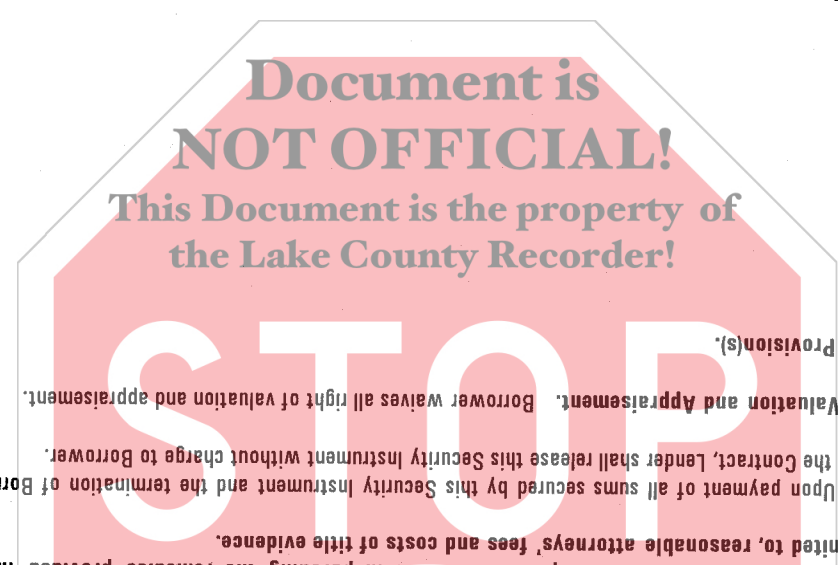 Document is
NOT OFFICIAL!
This Document is the property of
the Lake County Recorder!
STOP
to, reasonable attorneys' fees and costs of title evidence.
Upon payment of all sums secured by this Security Instrument and the termination of
the Contract, Lender shall release this Security Instrument without charge to Borrower.
Valuation and Appraisement. Borrower waives all right of valuation and appraisement.
Provision(s).